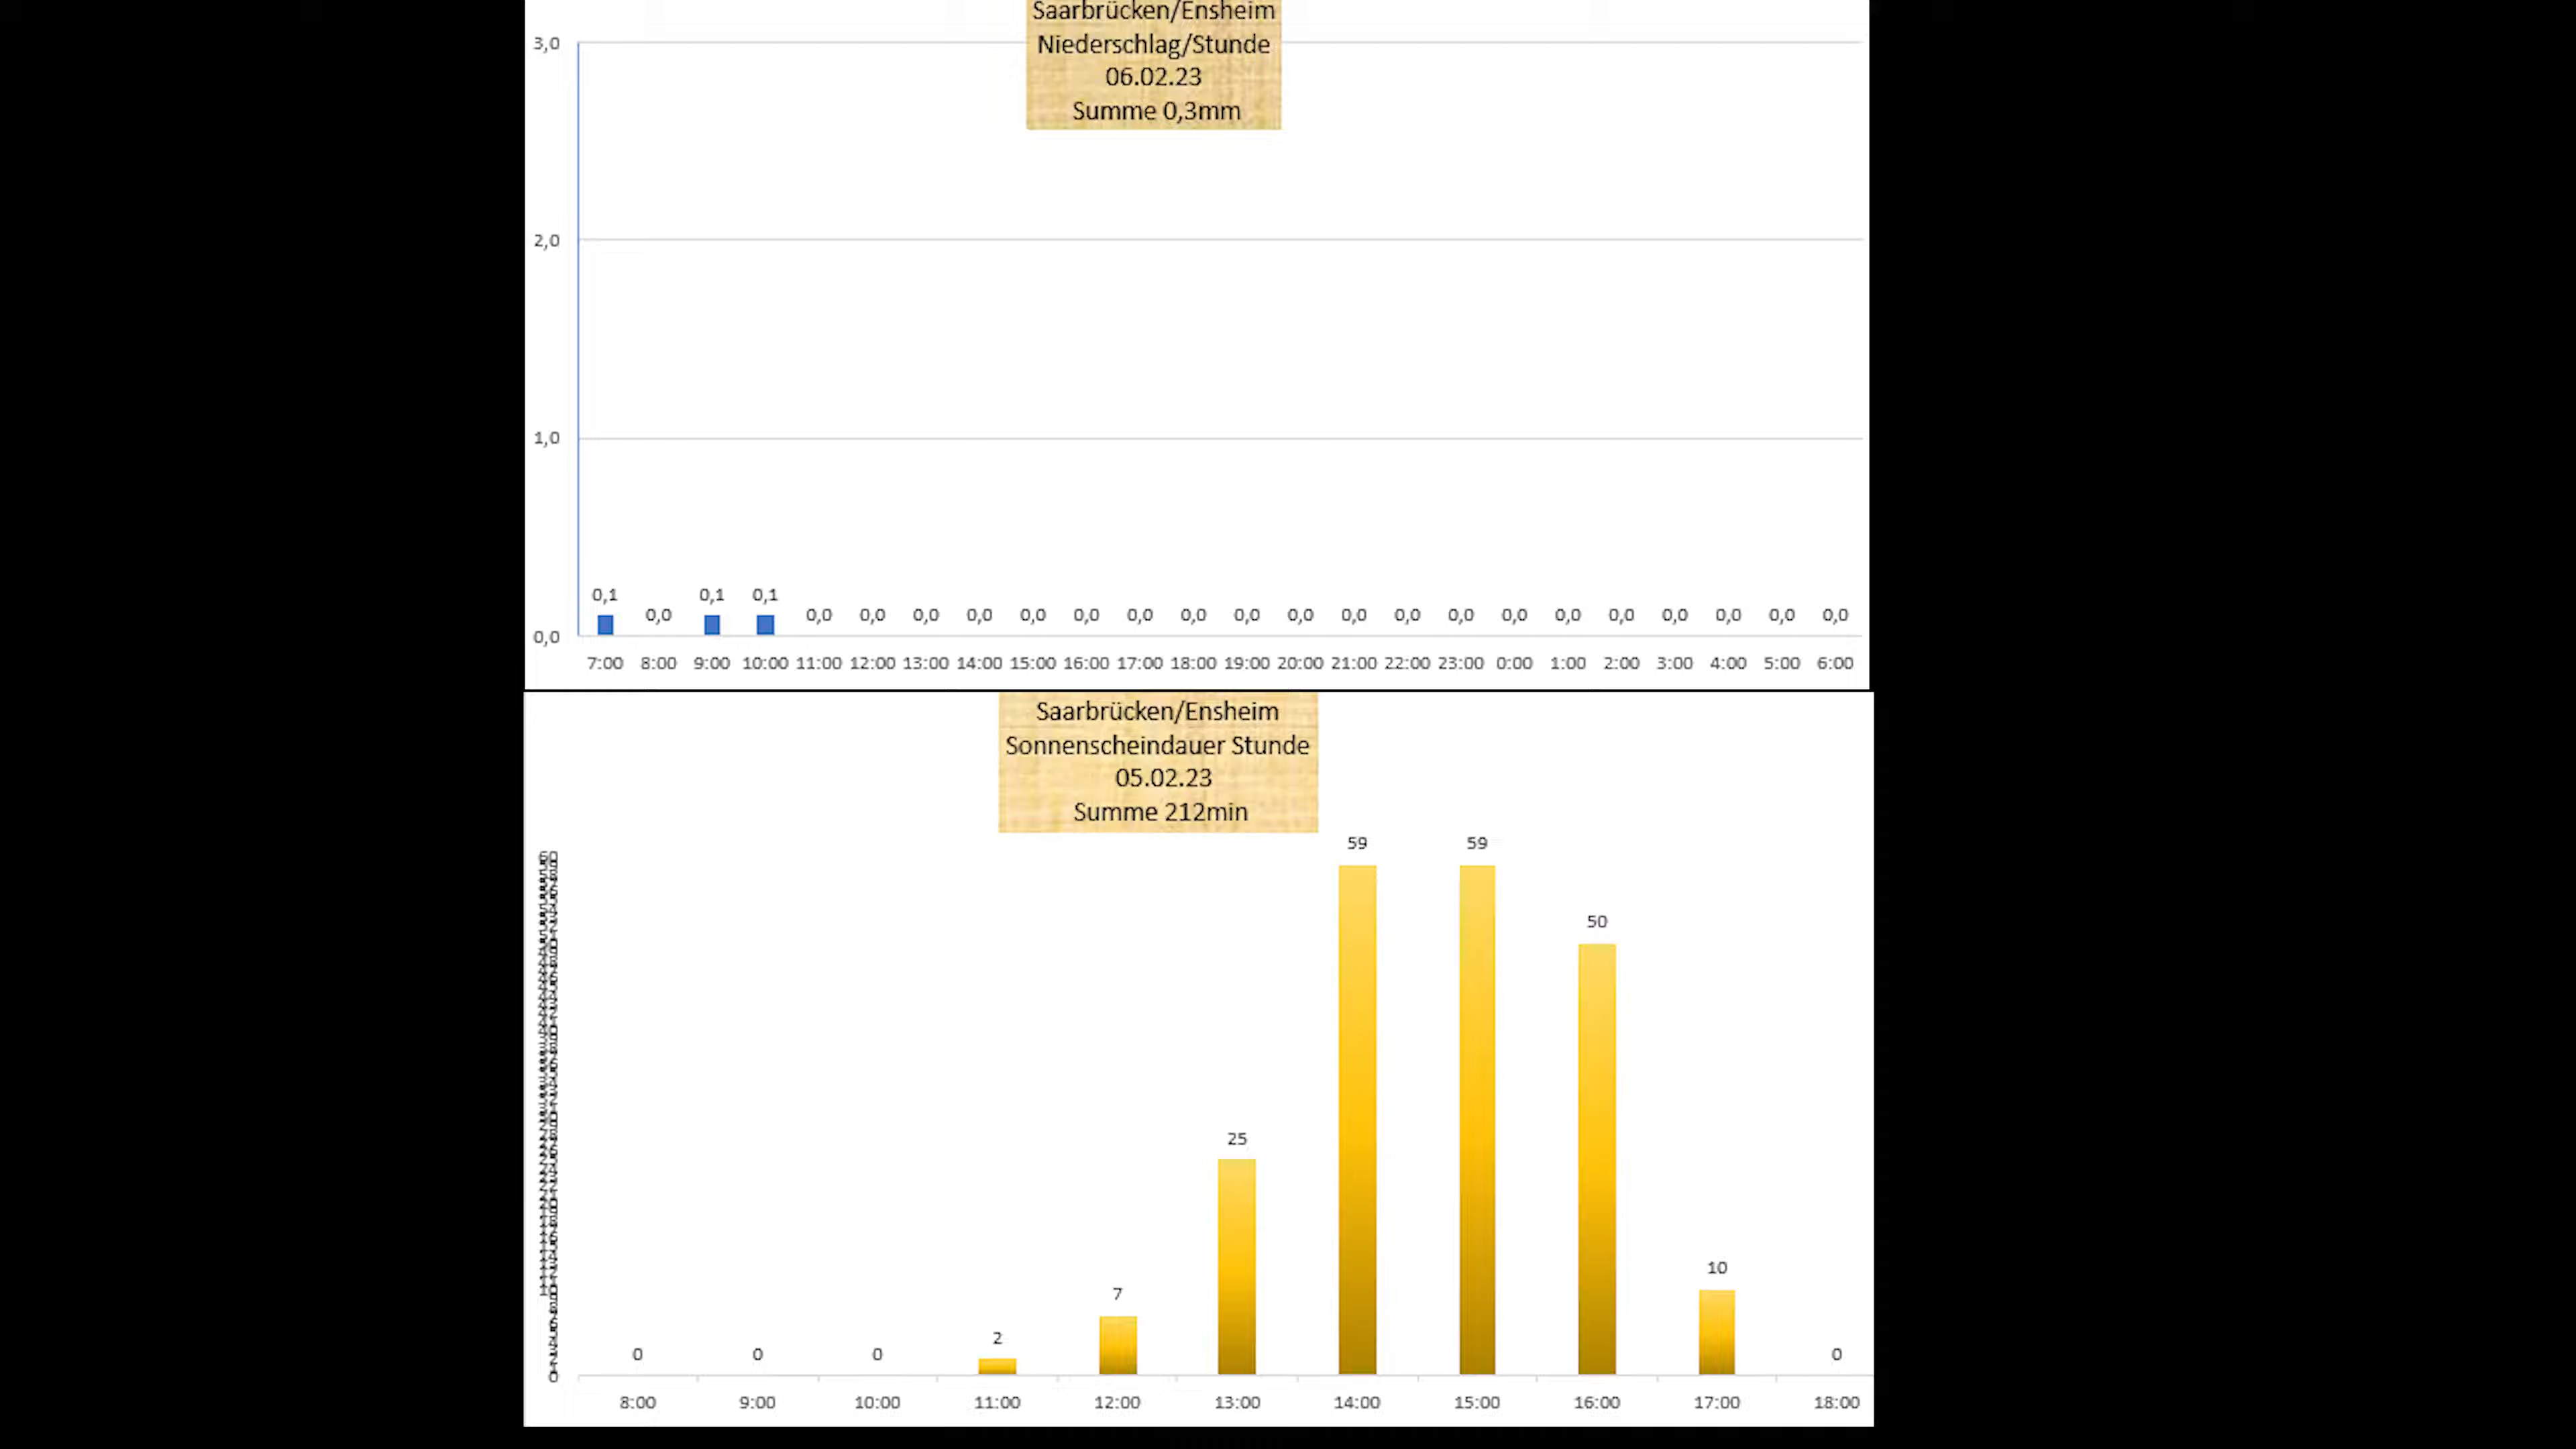 Saarbrücken/Ensheim
Niederschlag/Stunde
06.02.23
Summe 0,3mm
3,0
2,0
1,0
0,0
0,1 0,0 0,1 0,1 0,0 0,0 0,0 0,0 0,0 0,0 0,0 0,0 0,0 0,0 0,0 0,0 0,0 0,0 0,0 0,0 0,0 0,0 0,0 0,0
7:00 8:00 9:00 10:00 11:00 12:00 13:00 14:00 15:00 16:00 17:00 18:00 19:00 20:00 21:00 22:00 23:00 0:00 1:00 2:00 3:00 4:00 5:00 6:00
Saarbrücken/Ensheim
Sonnenscheindauer Stunde
05.02.23
Summe 212min
0 0 0 2 7 25 59 59 50 10 0
8:00 9:00 10:00 11:00 12:00 13:00 14:00 15:00 16:00 17:00 18:00